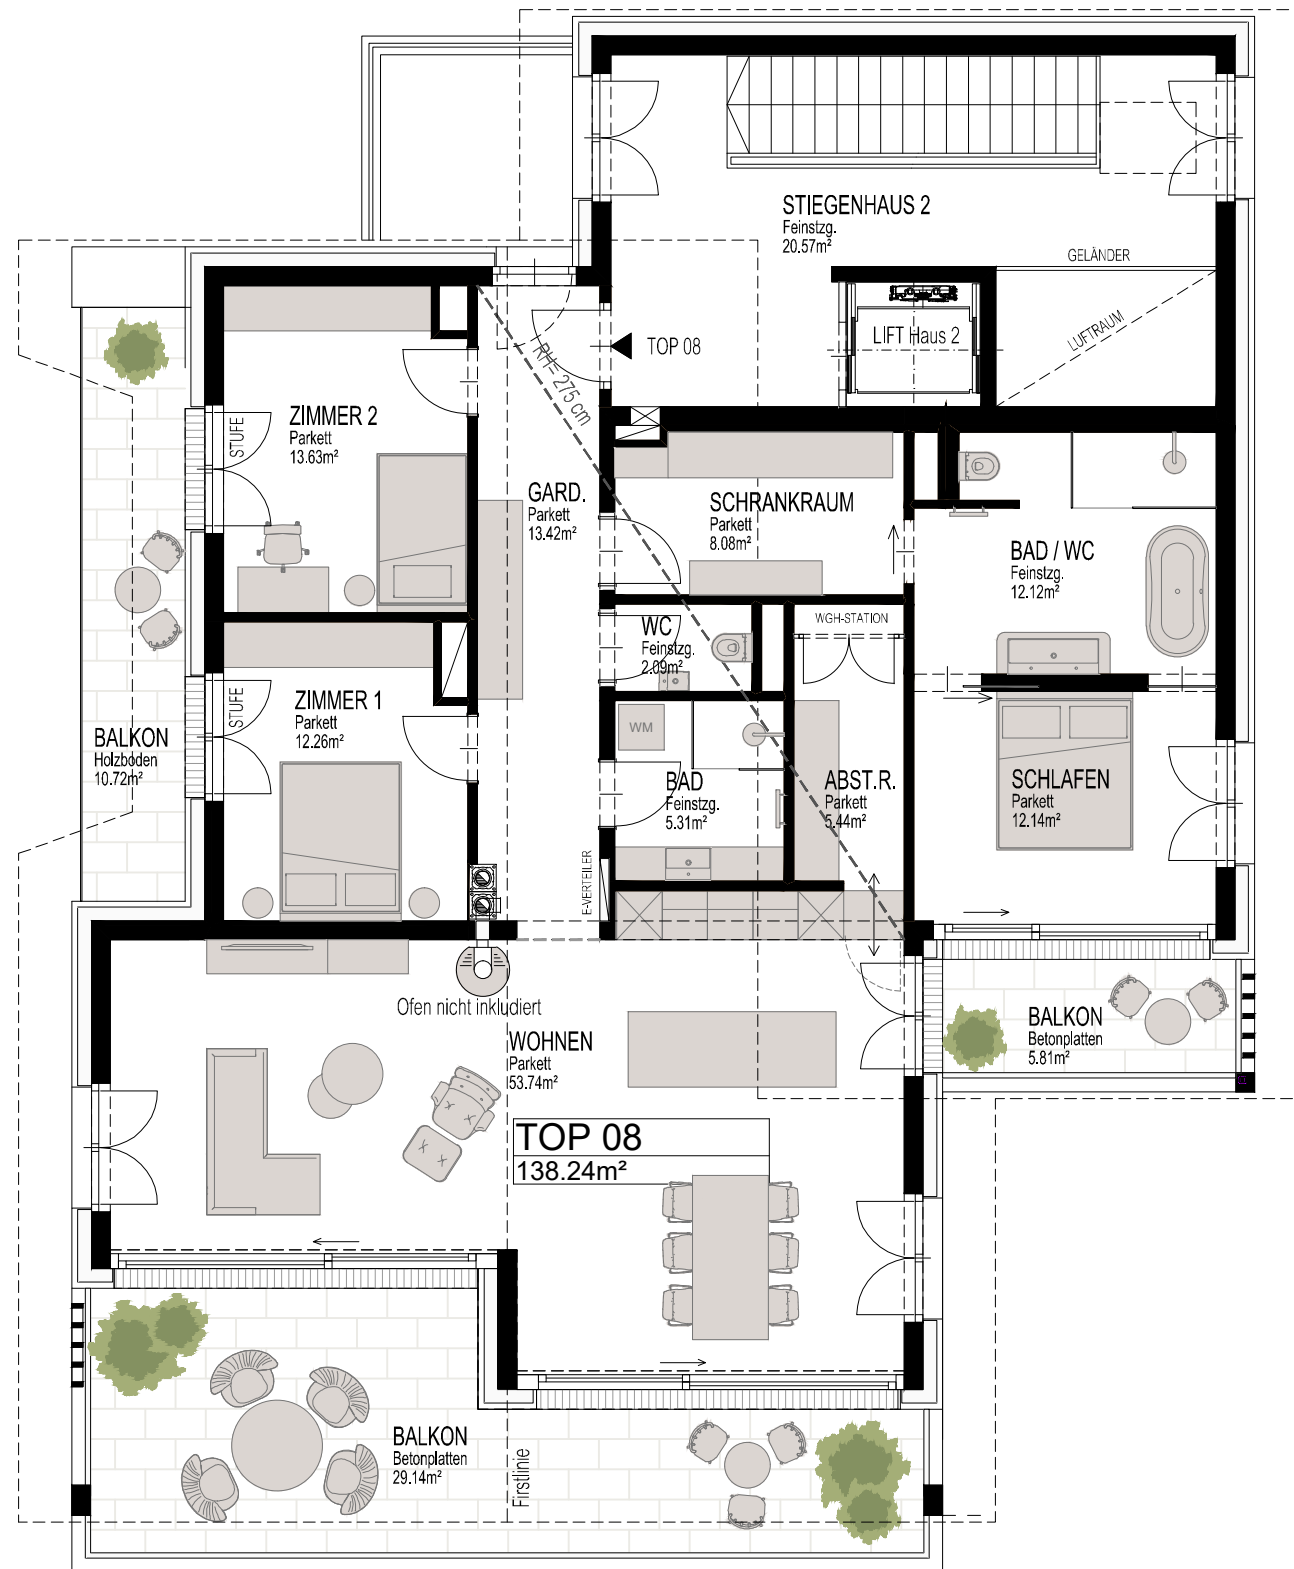 STIEGENHAUS 2
Feinstzg.
20.57m²
GELÄNDER
LUFTRAUM
LIFT Haus 2
TOP 08
RH= 275 cm
ZIMMER 2
Parkett
13.63m²
STUFE
GARD.
Parkett
13.42m²
SCHRANKRAUM
Parkett
8.08m²
BAD / WC
Feinstzg.
12.12m²
WC
Feinstzg.
2.09m²
WGH-STATION
ZIMMER 1
Parkett
12.26m²
STUFE
BALKON
Holzboden
10.72m²
WM
BAD
Feinstzg.
5.31m²
ABST.R.
Parkett
5.44m²
SCHLAFEN
Parkett
12.14m²
E-VERTEILER
Ofen nicht inkludiert
WOHNEN
Parkett
53.74m²
BALKON
Betonplatten
5.81m²
TOP 08
138.24m²
BALKON
Betonplatten
29.14m²
Firstlinie